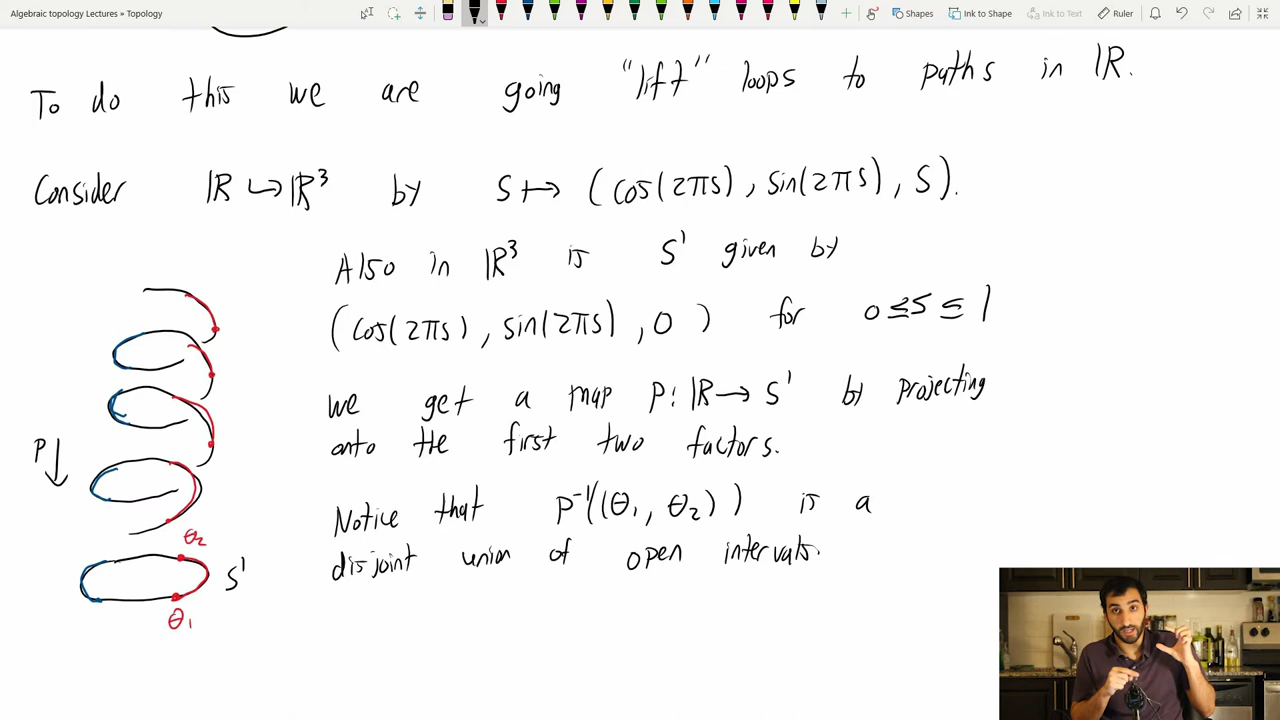 Algebraic topology Lectures » Topology
Shapes
Ink to Shape
Ink to Text
Ruler
To do this we are going "lift" loops to paths in ℝ.
Consider ℝ ↪ ℝ³ by S ↦ (cos(2πs), sin(2πs), S).
Also in ℝ³ is S¹ given by
(cos(2πs), sin(2πs), 0) for 0 ≤ s ≤ 1
We get a map P: ℝ → S¹ by projecting
onto the first two factors.
Notice that P⁻¹((θ₁, θ₂)) is a
disjoint union of open intervals.
P↓
θ₂
S¹
θ₁